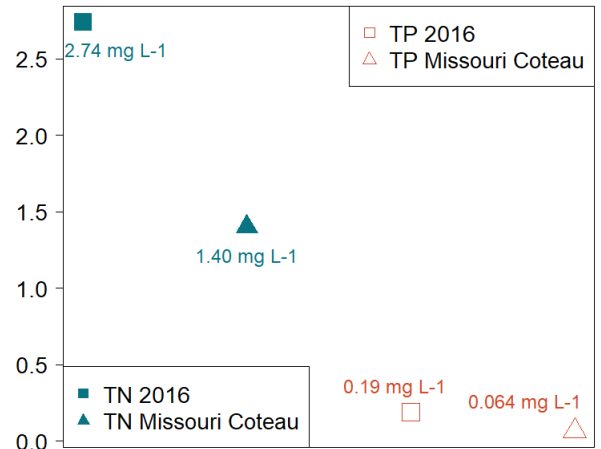 TP 2016
TP Missouri Coteau
2.74 mg L-1
2.5
2.0
1.5
1.40 mg L-1
1.0
0.5
0.19 mg L-1
0.064 mg L-1
TN 2016
TN Missouri Coteau
0.0